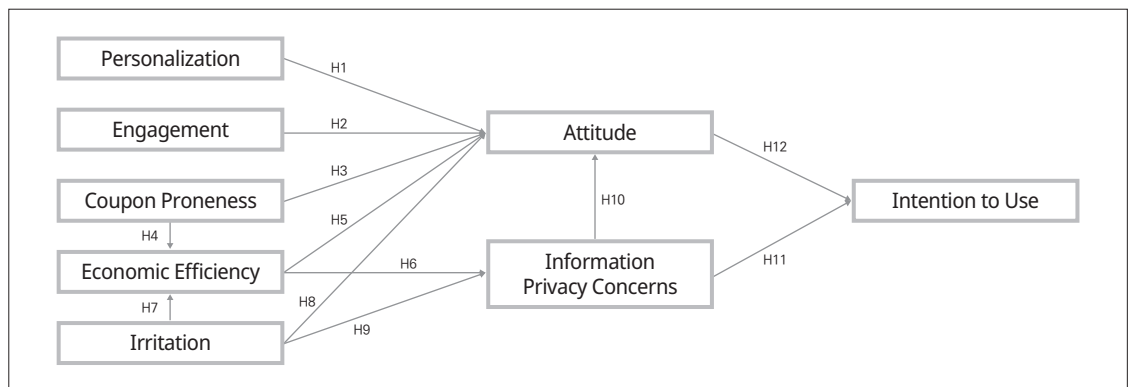 Personalization
H1
Engagement
H2
Attitude
H12
H3
Coupon Proneness
H10
Intention to Use
H4
H5
Economic Efficiency
H6
Information
Privacy Concerns
H11
H7
H8
Irritation
H9